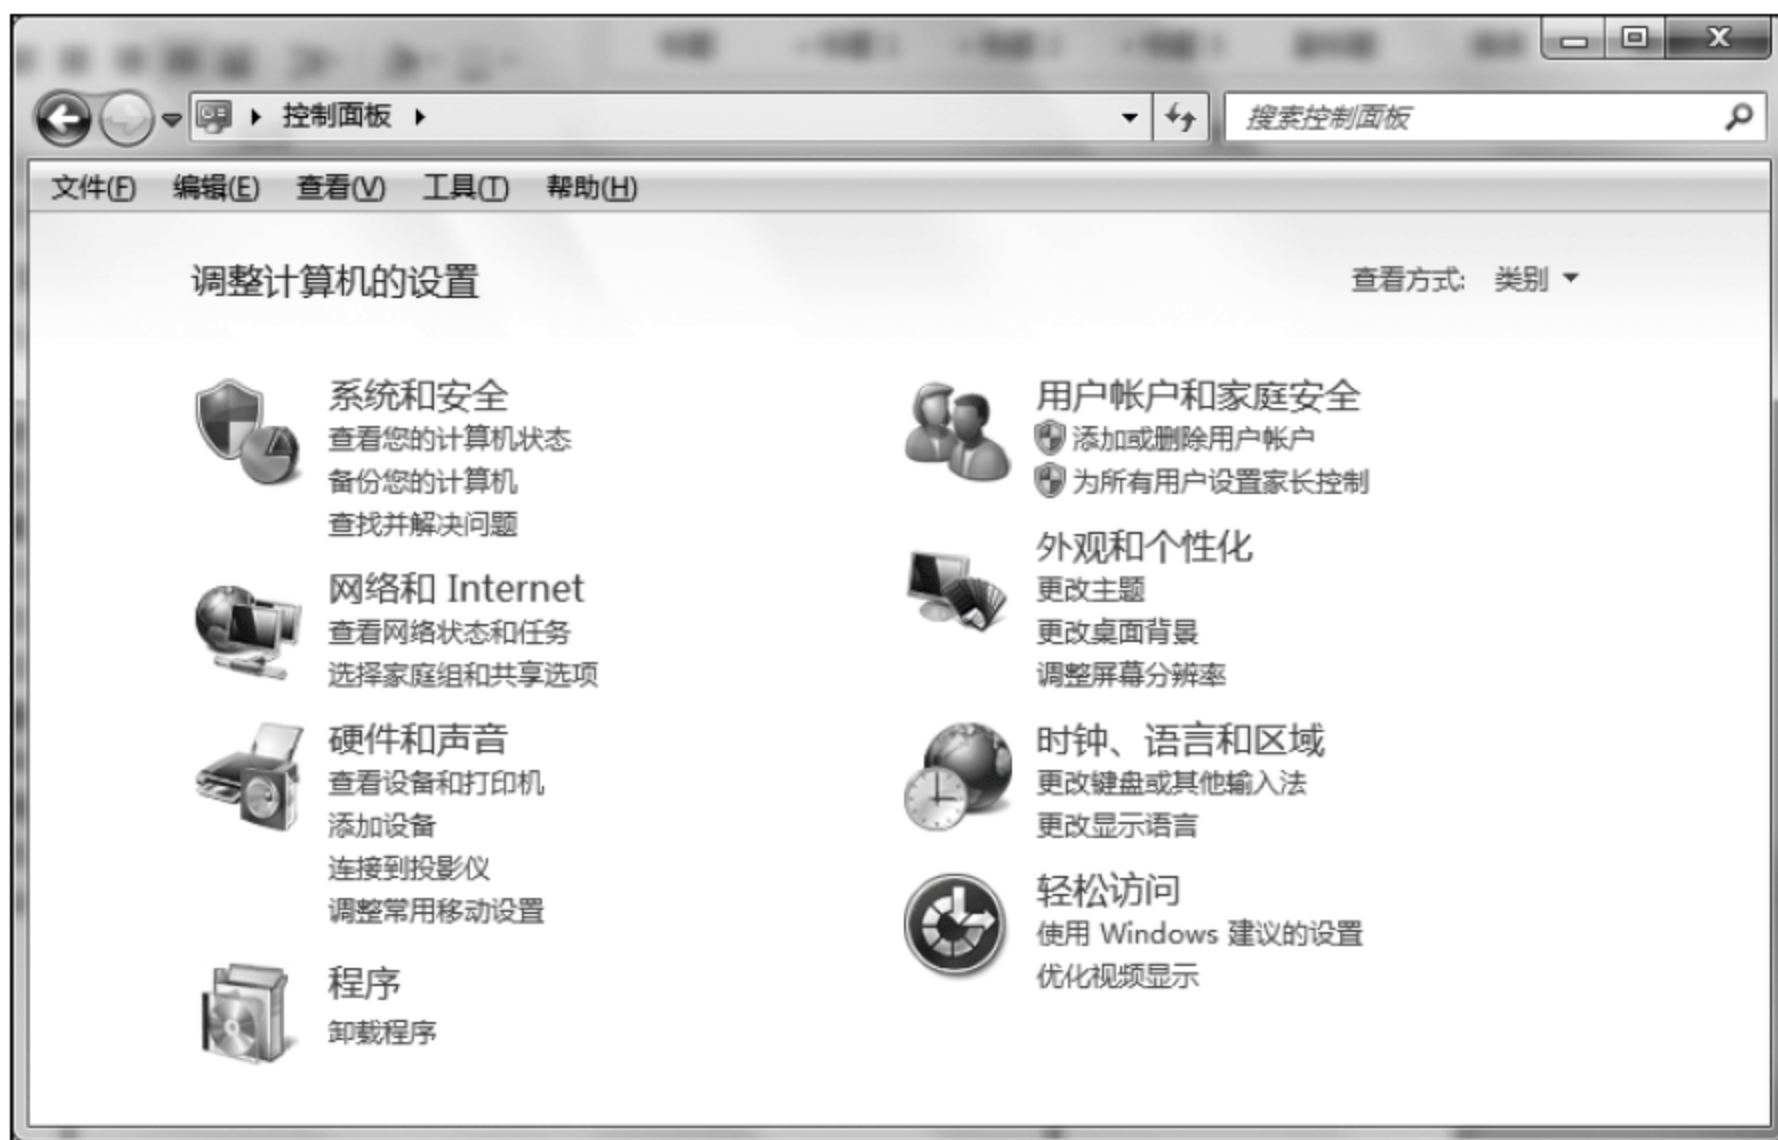 控制面板
搜索控制面板
文件(F) 编辑(E) 查看(V) 工具(T) 帮助(H)
调整计算机的设置
查看方式: 类别
系统和安全
查看您的计算机状态
备份您的计算机
查找并解决问题
网络和 Internet
查看网络状态和任务
选择家庭组和共享选项
硬件和声音
查看设备和打印机
添加设备
连接到投影仪
调整常用移动设置
程序
卸载程序
用户帐户和家庭安全
添加或删除用户帐户
为所有用户设置家长控制
外观和个性化
更改主题
更改桌面背景
调整屏幕分辨率
时钟、语言和区域
更改键盘或其他输入法
更改显示语言
轻松访问
使用 Windows 建议的设置
优化视频显示